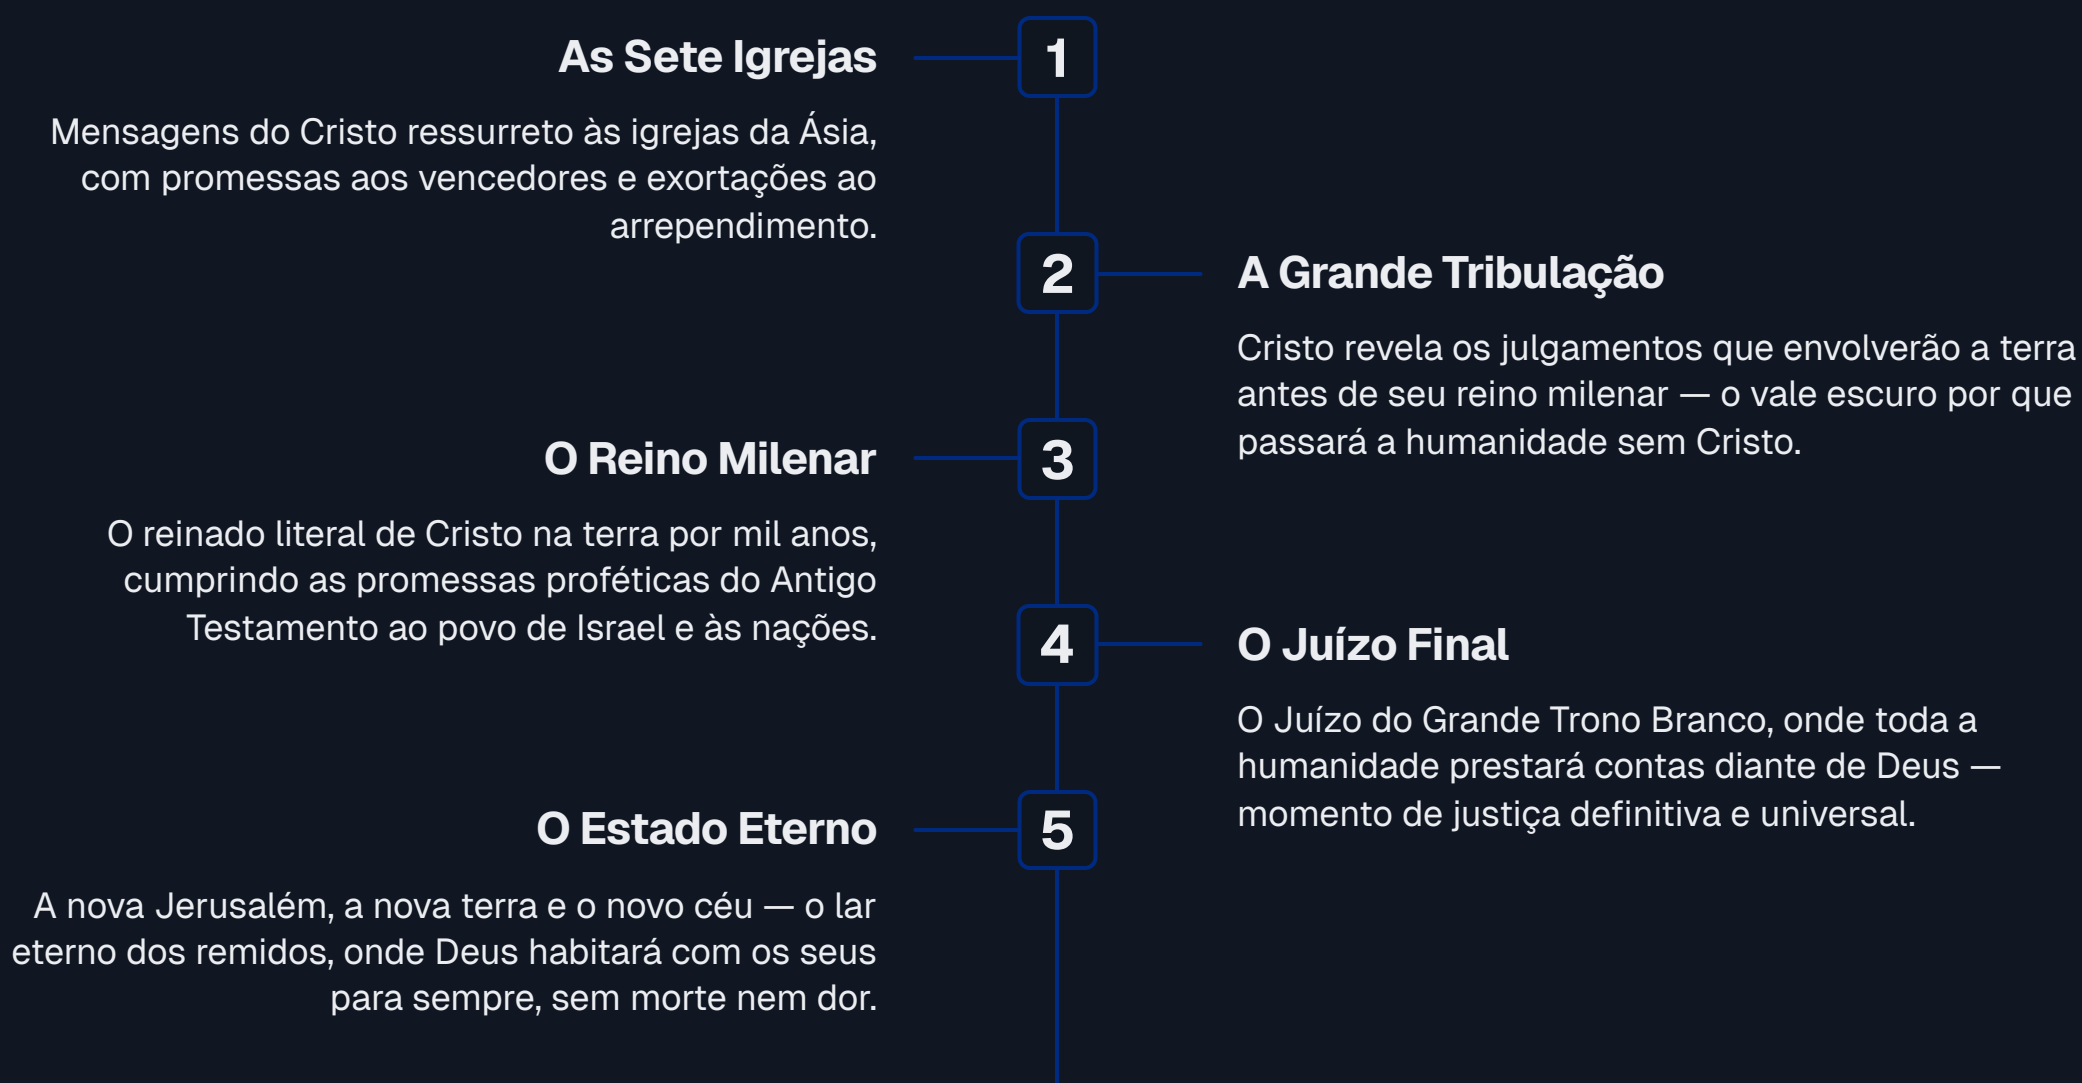 1
As Sete Igrejas
Mensagens do Cristo ressurreto às igrejas da Ásia,
com promessas aos vencedores e exortações ao
arrependimento.
2
A Grande Tribulação
Cristo revela os julgamentos que envolverão a terra
antes de seu reino milenar — o vale escuro por que
passará a humanidade sem Cristo.
3
O Reino Milenar
O reinado literal de Cristo na terra por mil anos,
cumprindo as promessas proféticas do Antigo
Testamento ao povo de Israel e às nações.
4
O Juízo Final
O Juízo do Grande Trono Branco, onde toda a
humanidade prestará contas diante de Deus —
momento de justiça definitiva e universal.
5
O Estado Eterno
A nova Jerusalém, a nova terra e o novo céu — o lar
eterno dos remidos, onde Deus habitará com os seus
para sempre, sem morte nem dor.